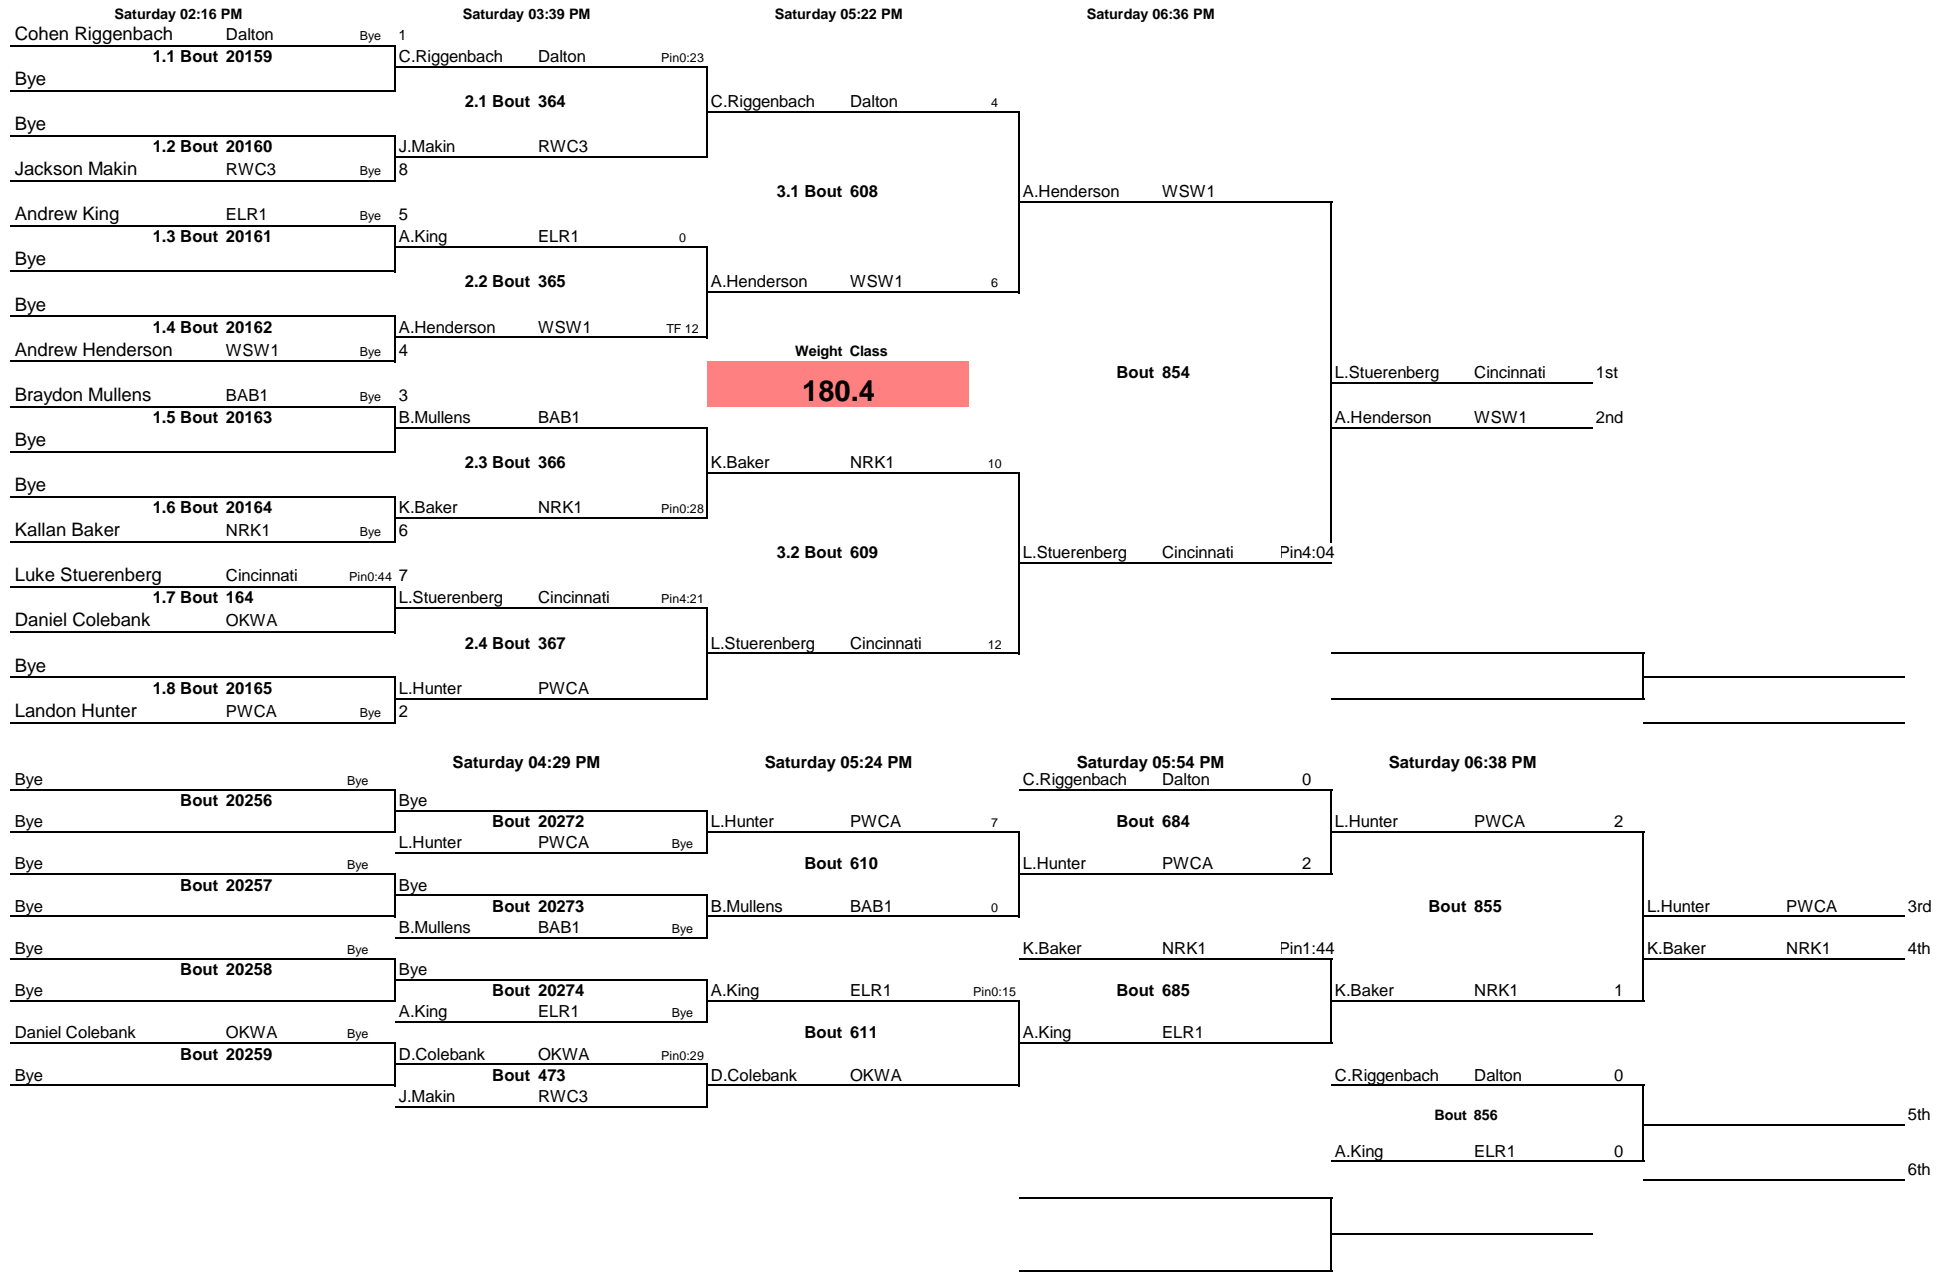 Saturday 02:16 PM Saturday 03:39 PM Saturday 05:22 PM Saturday 06:36 PM
Cohen Riggenbach Dalton Bye 1
1.1 Bout 20159 C.Riggenbach Dalton Pin0:23
Bye
2.1 Bout 364 C.Riggenbach Dalton 4
Bye
1.2 Bout 20160 J.Makin RWC3
Jackson Makin RWC3 Bye 8
3.1 Bout 608 A.Henderson WSW1
Andrew King ELR1 Bye 5
1.3 Bout 20161 A.King ELR1 0
Bye
2.2 Bout 365 A.Henderson WSW1 6
Bye
1.4 Bout 20162 A.Henderson WSW1 TF 12
Andrew Henderson WSW1 Bye 4 Weight Class
Bout 854 L.Stuerenberg Cincinnati 1st
Braydon Mullens BAB1 Bye 3 180.4
1.5 Bout 20163 B.Mullens BAB1 A.Henderson WSW1 2nd
Bye
2.3 Bout 366 K.Baker NRK1 10
Bye
1.6 Bout 20164 K.Baker NRK1 Pin0:28
Kallan Baker NRK1 Bye 6
3.2 Bout 609 L.Stuerenberg Cincinnati Pin4:04
Luke Stuerenberg Cincinnati Pin0:44 7
1.7 Bout 164 L.Stuerenberg Cincinnati Pin4:21
Daniel Colebank OKWA
2.4 Bout 367 L.Stuerenberg Cincinnati 12
Bye
1.8 Bout 20165 L.Hunter PWCA
Landon Hunter PWCA Bye 2
Saturday 04:29 PM Saturday 05:24 PM Saturday 05:54 PM Saturday 06:38 PM
Bye Bye C.Riggenbach Dalton 0
Bout 20256 Bye
Bye Bout 20272 L.Hunter PWCA 7 Bout 684 L.Hunter PWCA 2
L.Hunter PWCA Bye
Bye Bye Bout 610 L.Hunter PWCA 2
Bout 20257 Bye
Bye Bout 20273 B.Mullens BAB1 0 Bout 855 L.Hunter PWCA 3rd
B.Mullens BAB1 Bye
Bye Bye K.Baker NRK1 Pin1:44 K.Baker NRK1 4th
Bout 20258 Bye
Bye Bout 20274 A.King ELR1 Pin0:15 Bout 685 K.Baker NRK1 1
A.King ELR1 Bye
Daniel Colebank OKWA Bye Bout 611 A.King ELR1
Bout 20259 D.Colebank OKWA Pin0:29
Bye Bout 473 D.Colebank OKWA C.Riggenbach Dalton 0
J.Makin RWC3
Bout 856 5th
A.King ELR1 0
6th